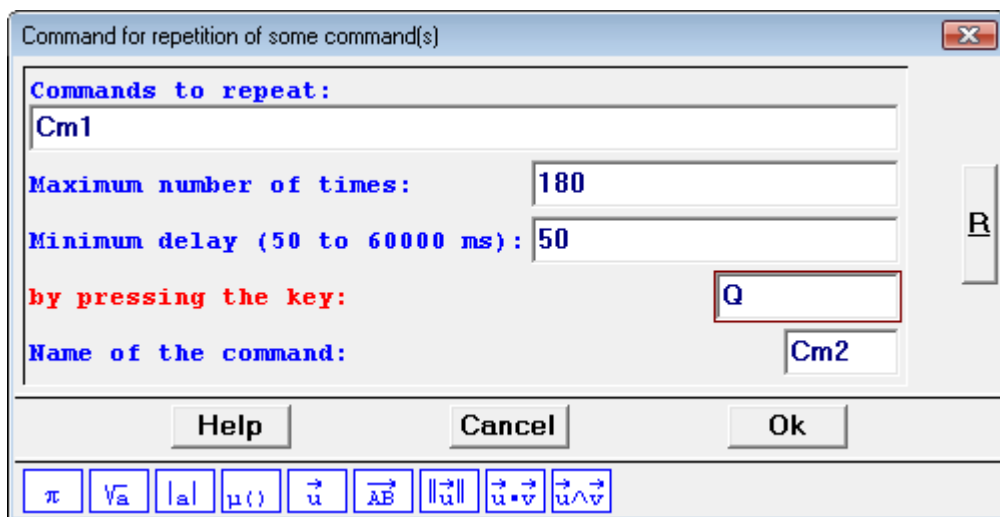 Command for repetition of some command(s)
Commands to repeat:
Cm1
Maximum number of times: 180
Minimum delay (50 to 60000 ms): 50
R
by pressing the key: Q
Name of the command: Cm2
Help Cancel Ok
π √a |a| μ() u⃗ A͞B⃗ ‖u⃗‖ u⃗▪v⃗ u⃗∧v⃗